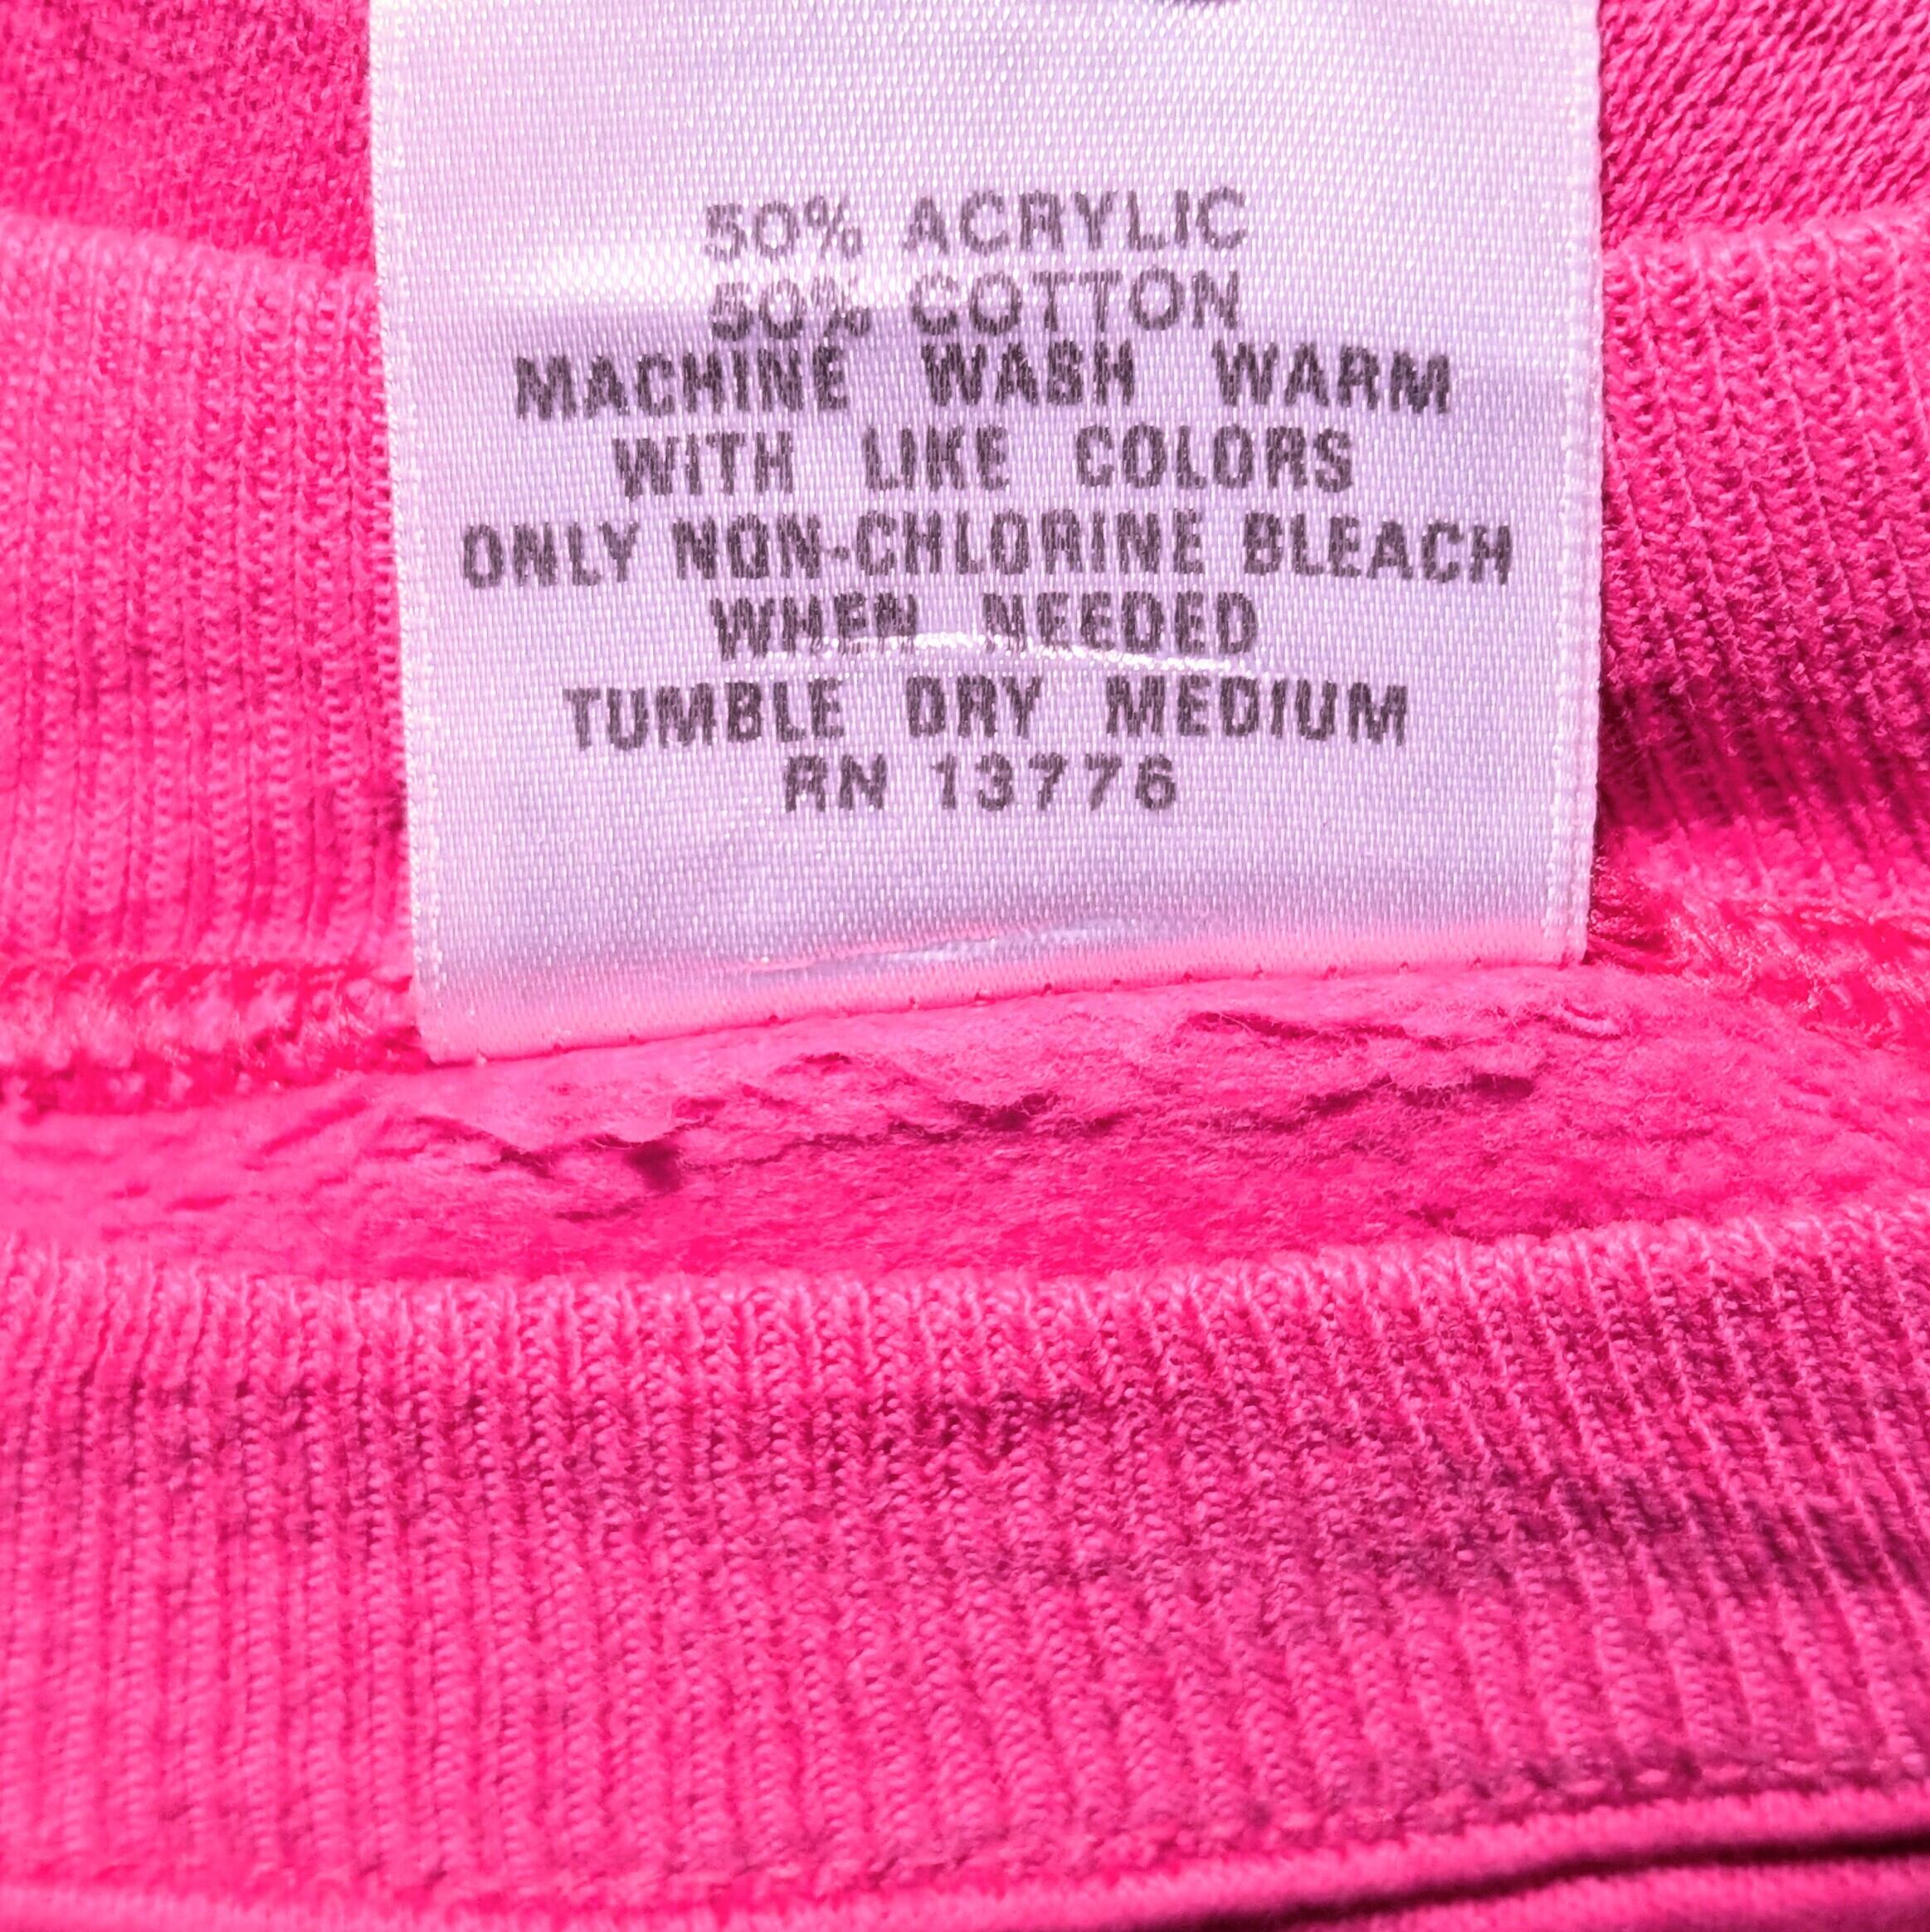 50% ACRYLIC
50% COTTON
MACHINE WASH WARM
WITH LIKE COLORS
ONLY NON-CHLORINE BLEACH
WHEN NEEDED
TUMBLE DRY MEDIUM
RN 13776